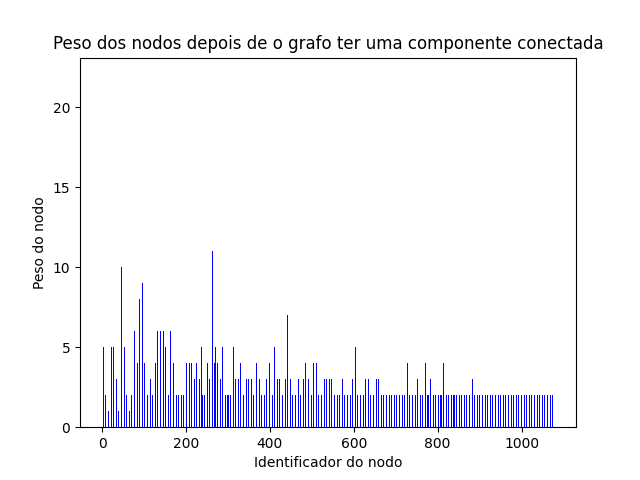 Peso dos nodos depois de o grafo ter uma componente conectada
Peso do nodo
20
15
10
5
0
0 200 400 600 800 1000
Identificador do nodo